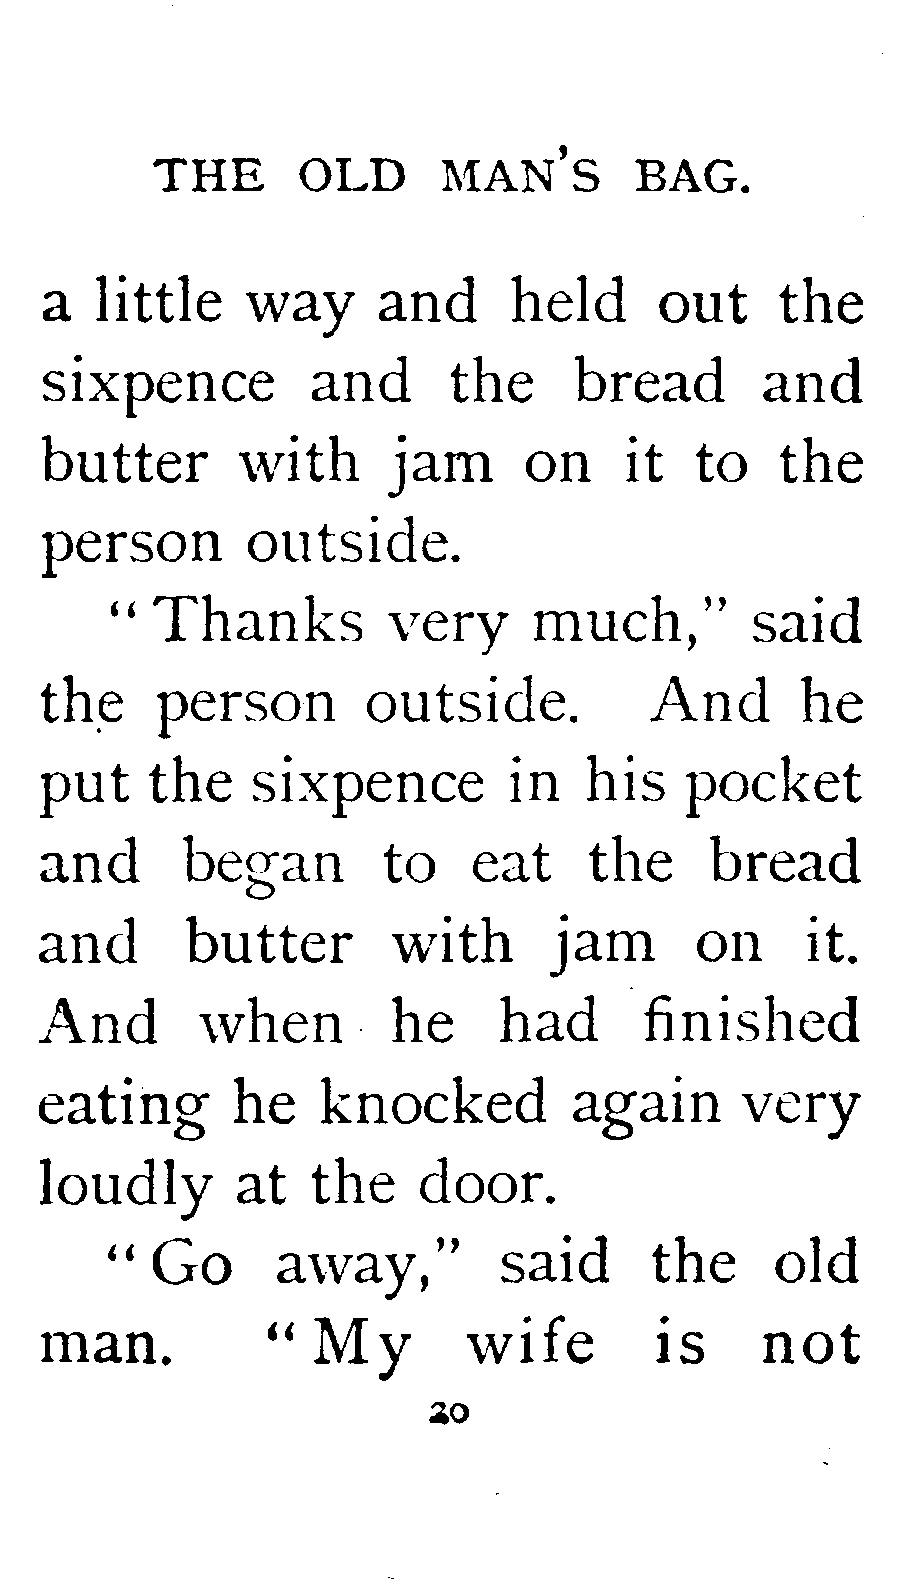 THE OLD MAN'S BAG.
a little way and held out the
sixpence and the bread and
butter with jam on it to the
person outside.
" Thanks very much," said
the person outside. And he
put the sixpence in his pocket
and began to eat the bread
and butter with jam on it.
And when he had finished
eating he knocked again very
loudly at the door.
" Go away," said the old
man. " My wife is not
20